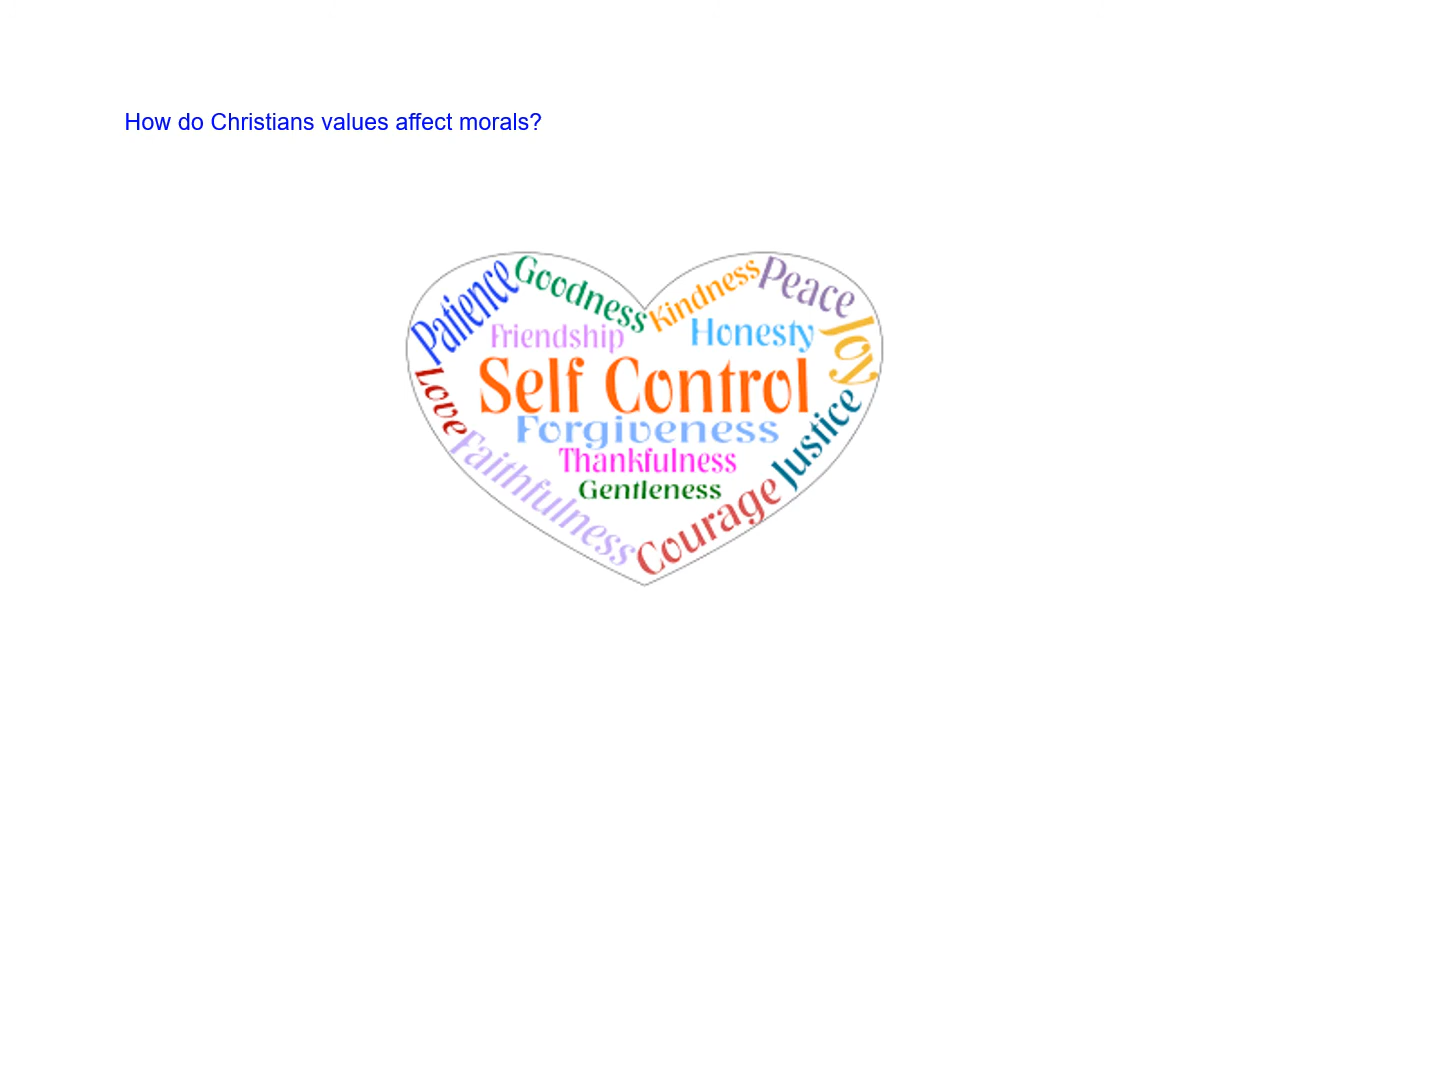 How do Christians values affect morals?
Patience
Goodness
Kindness
Peace
Friendship
Honesty
Joy
Self Control
Love
Forgiveness
Justice
Thankfulness
Faithfulness
Gentleness
Courage